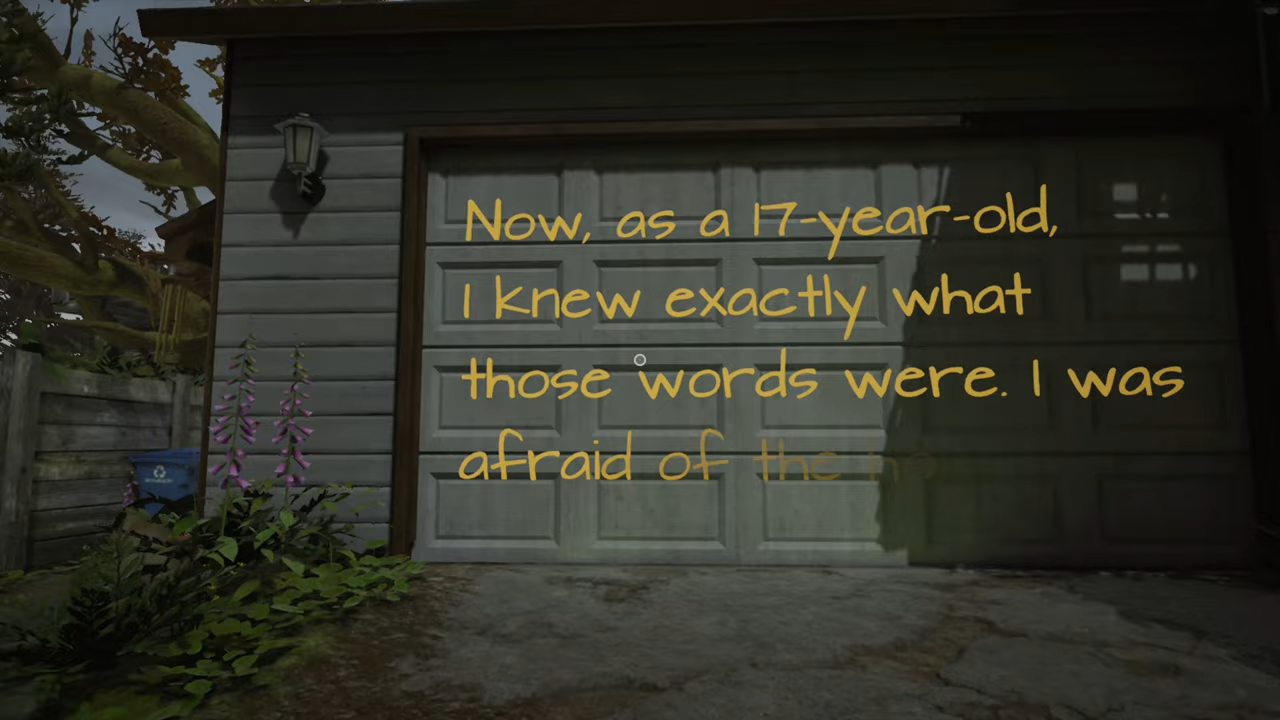 Now, as a 17-year-old,
I knew exactly what
those words were. I was
afraid of the